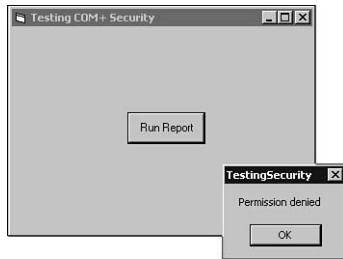 Testing COM+ Security
Run Report
TestingSecurity
Permission denied
OK